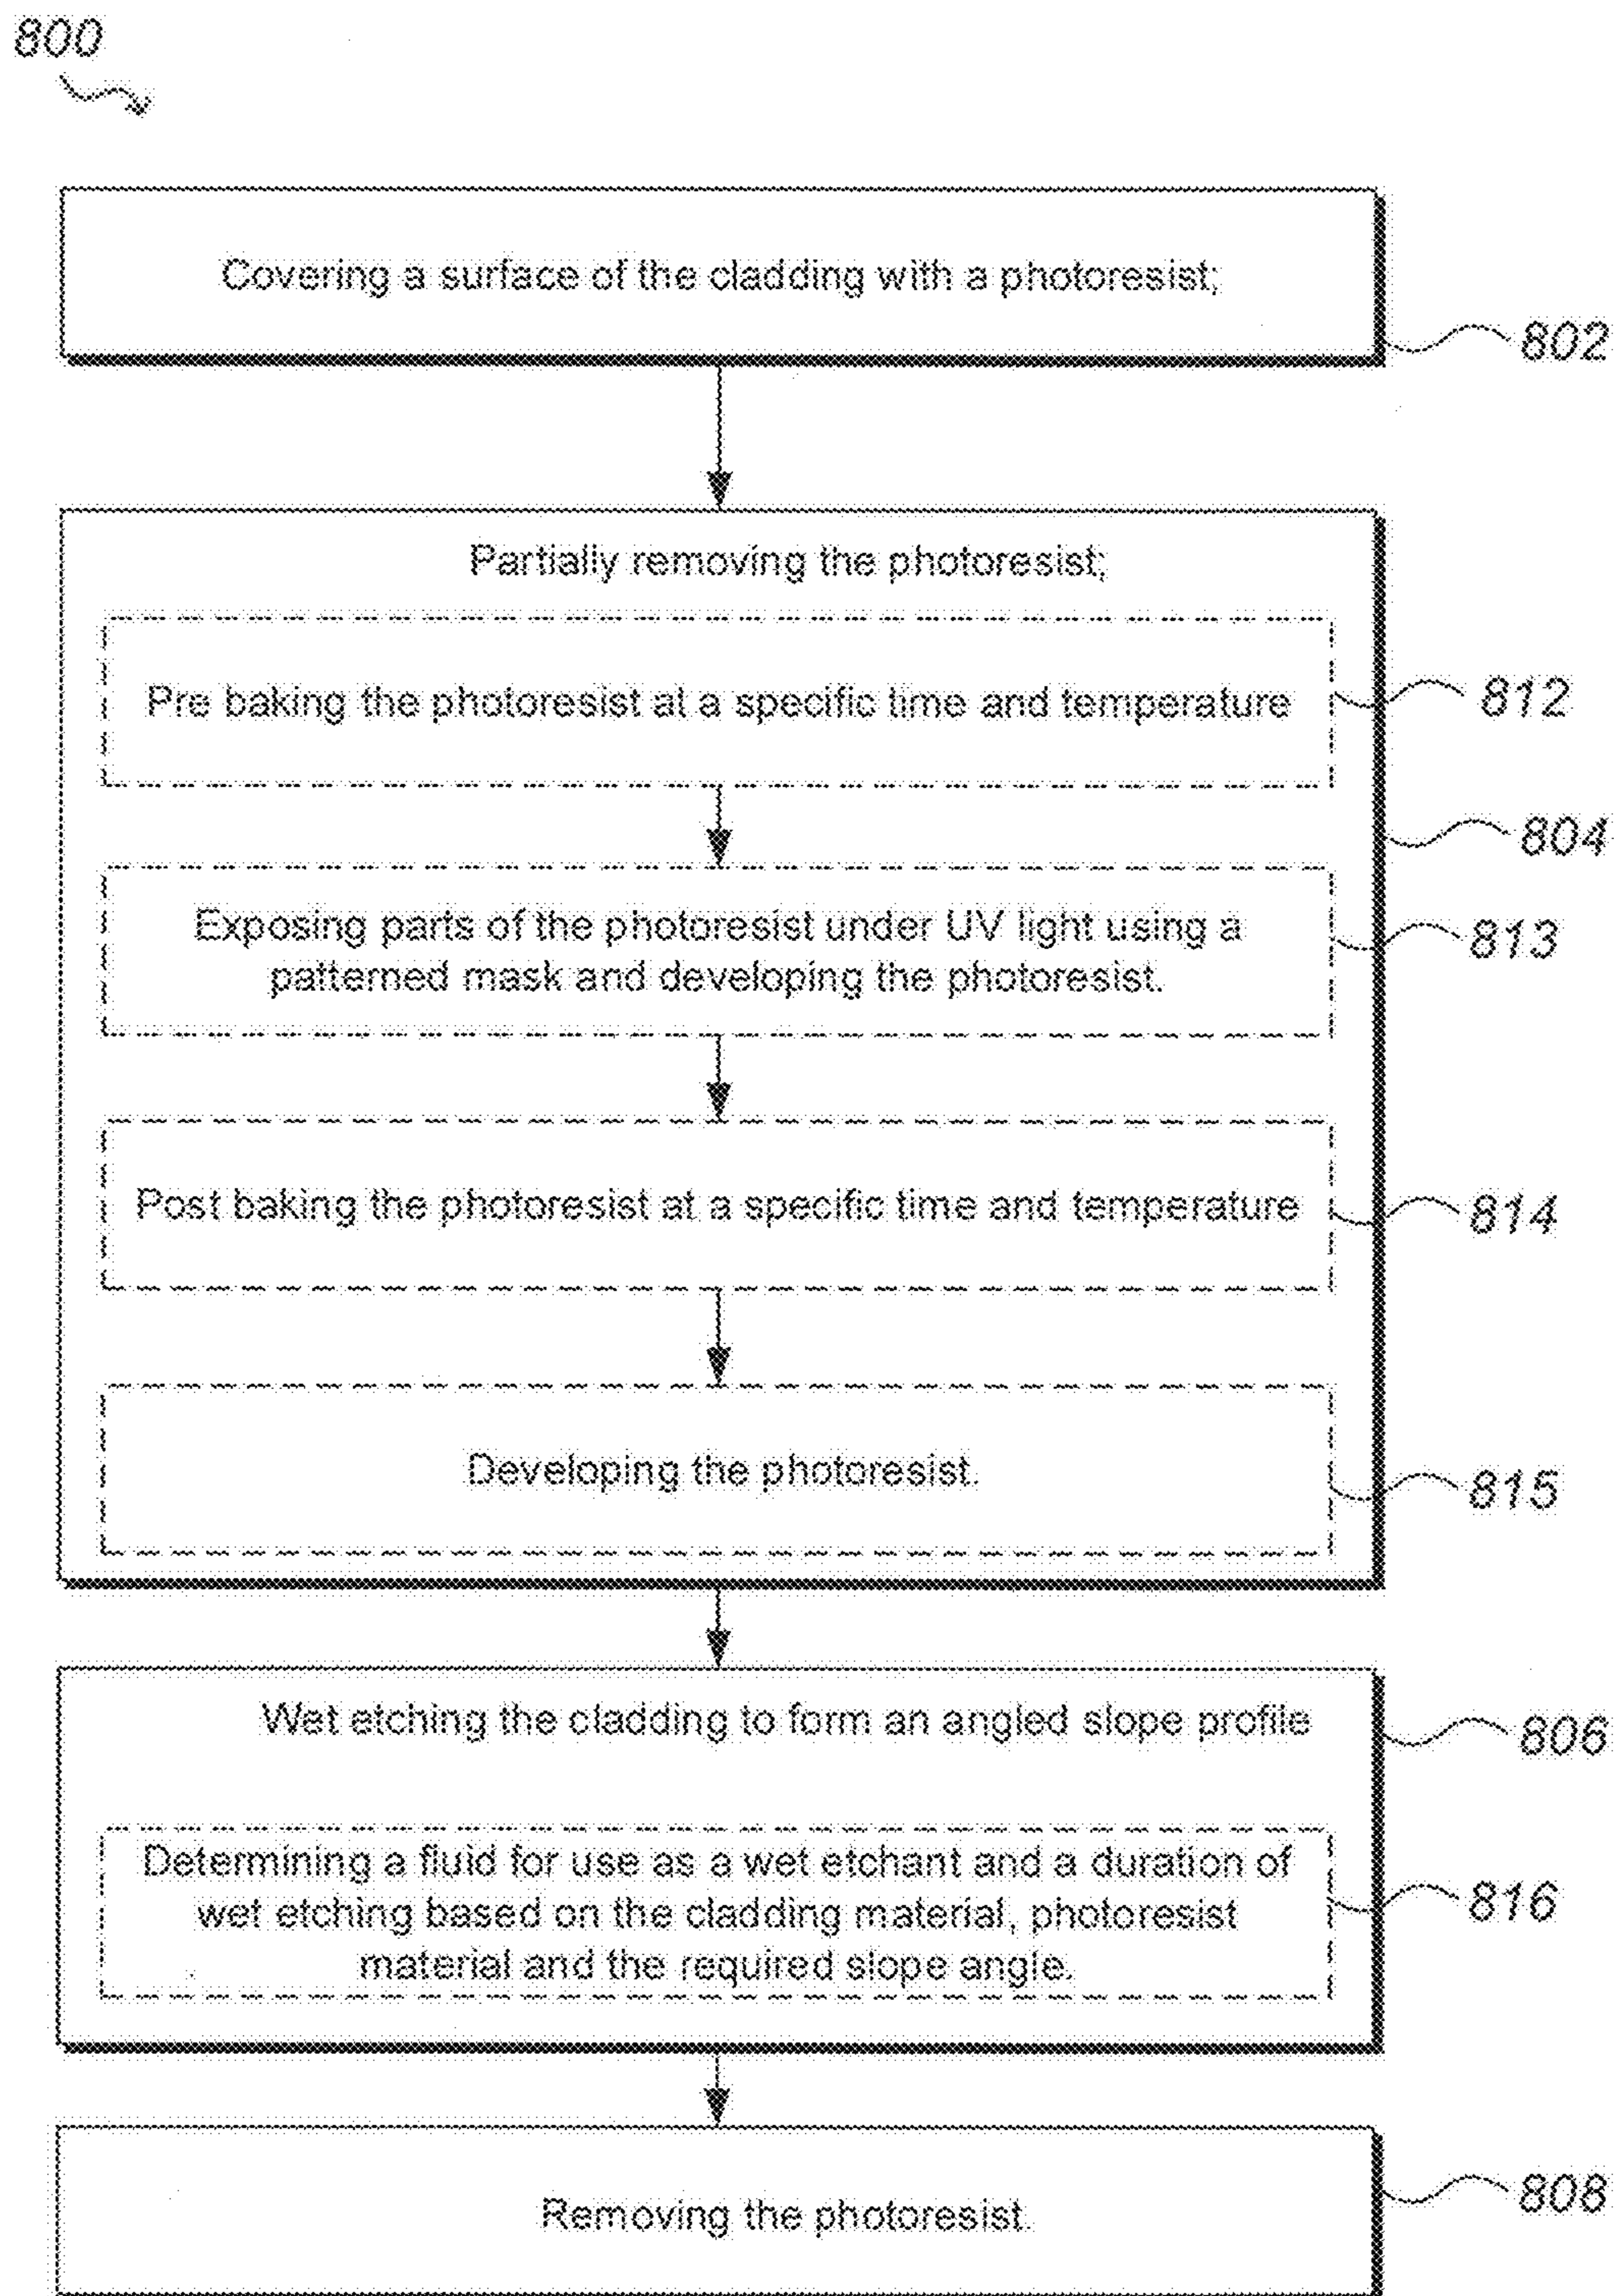 800
Covering a surface of the cladding with a photoresist;
802
Partially removing the photoresist;
Pre baking the photoresist at a specific time and temperature
812
804
Exposing parts of the photoresist under UV light using a
patterned mask and developing the photoresist.
813
Post baking the photoresist at a specific time and temperature
814
Developing the photoresist.
815
Wet etching the cladding to form an angled slope profile
806
Determining a fluid for use as a wet etchant and a duration of
wet etching based on the cladding material, photoresist
material and the required slope angle.
816
Removing the photoresist.
808